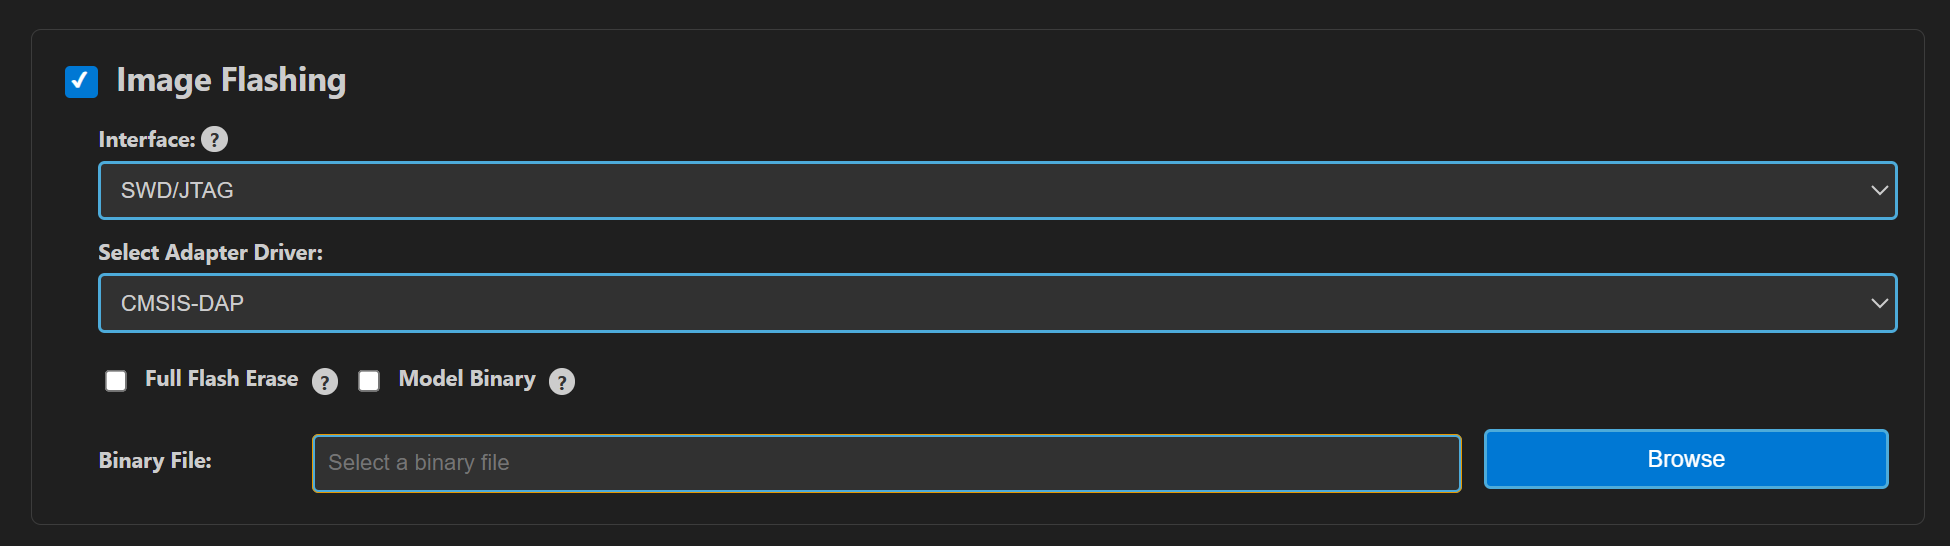 Image Flashing
Interface: ?
SWD/JTAG
Select Adapter Driver:
CMSIS-DAP
Full Flash Erase ? Model Binary ?
Binary File: Select a binary file Browse